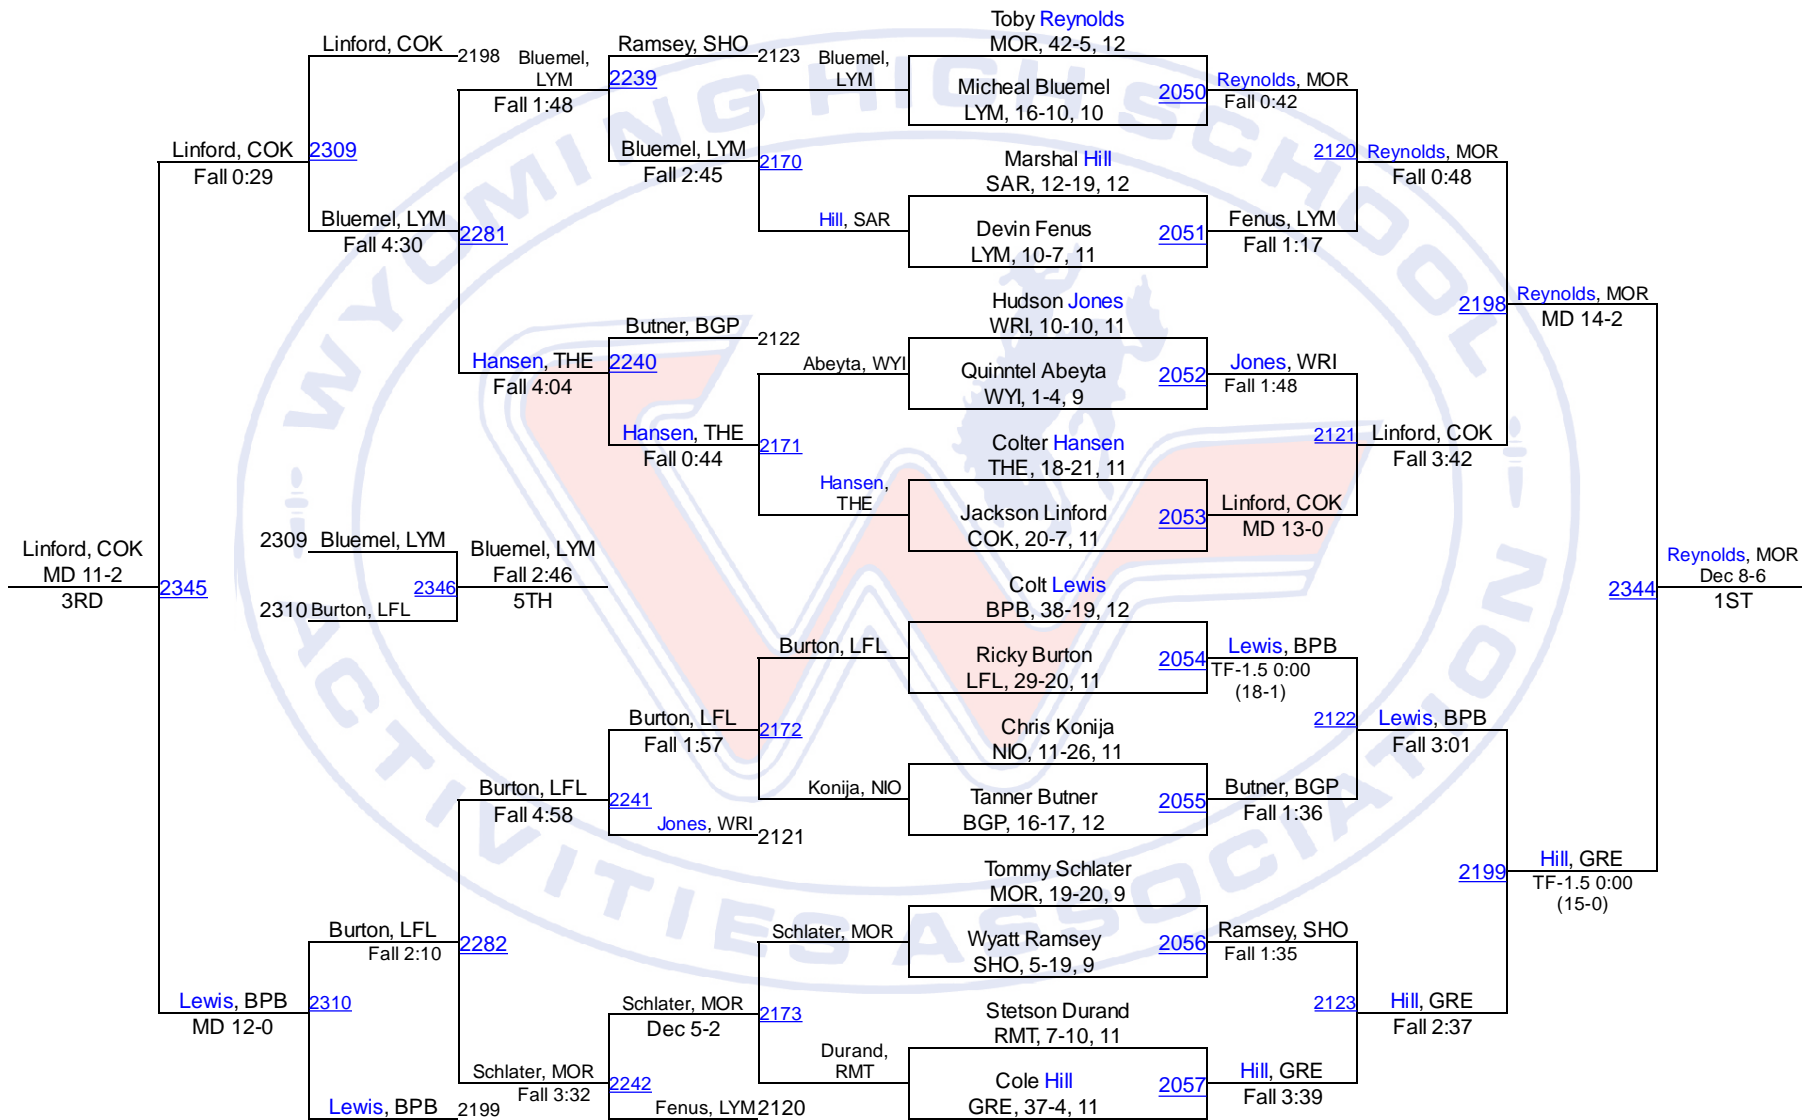 Toby Reynolds
MOR, 42-5, 12
Linford, COK
2198
Bluemel,
LYM
Fall 1:48
Ramsey, SHO
2123
2239
Bluemel,
LYM
Micheal Bluemel
LYM, 16-10, 10
2050
Reynolds, MOR
Fall 0:42
Linford, COK
Fall 0:29
2309
Bluemel, LYM
Fall 2:45
2170
Marshal Hill
SAR, 12-19, 12
2120
Reynolds, MOR
Fall 0:48
Bluemel, LYM
Fall 4:30
2281
Hill, SAR
Devin Fenus
LYM, 10-7, 11
2051
Fenus, LYM
Fall 1:17
Hudson Jones
WRI, 10-10, 11
2198
Reynolds, MOR
MD 14-2
Butner, BGP
2122
Hansen, THE
Fall 4:04
2240
Abeyta, WYI
Quinntel Abeyta
WYI, 1-4, 9
2052
Jones, WRI
Fall 1:48
Hansen, THE
Fall 0:44
2171
Colter Hansen
THE, 18-21, 11
2121
Linford, COK
Fall 3:42
Hansen,
THE
Jackson Linford
COK, 20-7, 11
2053
Linford, COK
MD 13-0
Linford, COK
MD 11-2
3RD
2345
2309
Bluemel, LYM
2310
Burton, LFL
2346
Bluemel, LYM
Fall 2:46
5TH
Colt Lewis
BPB, 38-19, 12
2344
Reynolds, MOR
Dec 8-6
1ST
Burton, LFL
Ricky Burton
LFL, 29-20, 11
2054
Lewis, BPB
TF-1.5 0:00
(18-1)
Burton, LFL
Fall 1:57
2172
Chris Konija
NIO, 11-26, 11
2122
Lewis, BPB
Fall 3:01
Burton, LFL
Fall 4:58
2241
Konija, NIO
Tanner Butner
BGP, 16-17, 12
2055
Butner, BGP
Fall 1:36
Jones, WRI
2121
Tommy Schlater
MOR, 19-20, 9
2199
Hill, GRE
TF-1.5 0:00
(15-0)
Burton, LFL
Fall 2:10
2282
Schlater, MOR
Wyatt Ramsey
SHO, 5-19, 9
2056
Ramsey, SHO
Fall 1:35
Lewis, BPB
MD 12-0
2310
Schlater, MOR
Dec 5-2
2173
Stetson Durand
RMT, 7-10, 11
2123
Hill, GRE
Fall 2:37
Schlater, MOR
Fall 3:32
2242
Durand,
RMT
Cole Hill
GRE, 37-4, 11
2057
Hill, GRE
Fall 3:39
Lewis, BPB
2199
Fenus, LYM
2120
WYOMING HIGH SCHOOL
ACTIVITIES ASSOCIATION